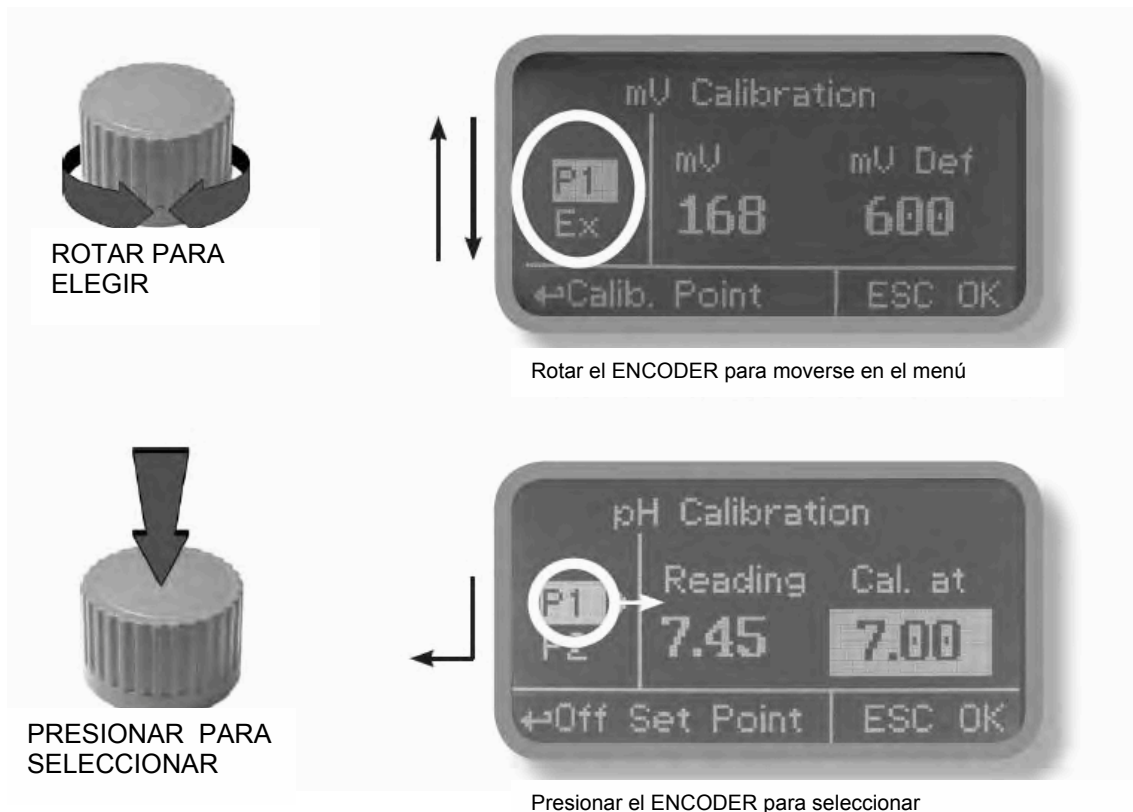 mV Calibration
P1
Ex
mV
mV Def
168
600
↩Calib. Point
ESC OK
ROTAR PARA
ELEGIR
Rotar el ENCODER para moverse en el menú
pH Calibration
P1
P2
Reading
Cal. at
7.45
7.00
↩Off Set Point
ESC OK
PRESIONAR PARA
SELECCIONAR
Presionar el ENCODER para seleccionar